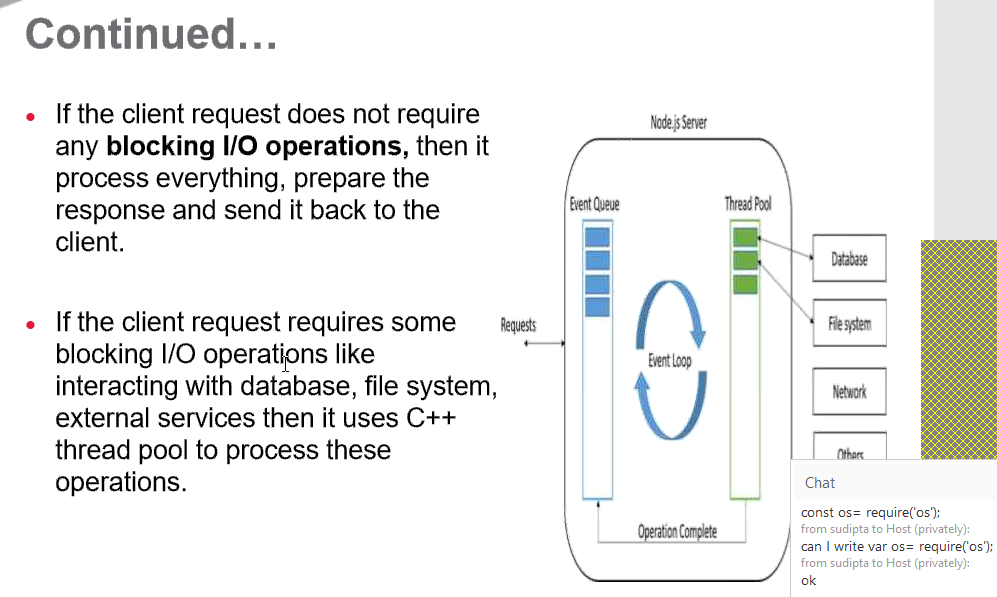 Continued...
If the client request does not require
any blocking I/O operations, then it
process everything, prepare the
response and send it back to the
client.
If the client request requires some
blocking I/O operations like
interacting with database, file system,
external services then it uses C++
thread pool to process these
operations.
Node.js Server
Event Queue
Thread Pool
Requests
Event Loop
Database
File system
Network
Others
Operation Complete
Chat
const os= require('os');
from sudipta to Host (privately):
can I write var os= require('os');
from sudipta to Host (privately):
ok